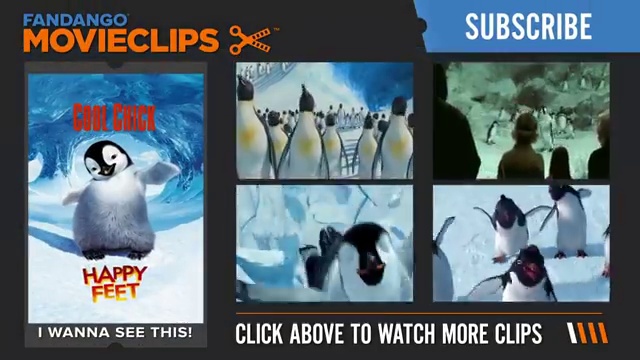 FANDANGO
MOVIECLIPS
SUBSCRIBE
COOL CHICK
HAPPY
FEET
I WANNA SEE THIS!
CLICK ABOVE TO WATCH MORE CLIPS